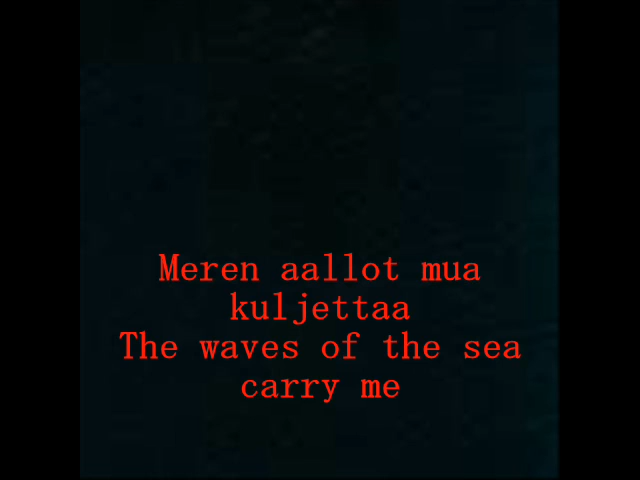 Meren aallot mua
kuljettaa
The waves of the sea
carry me